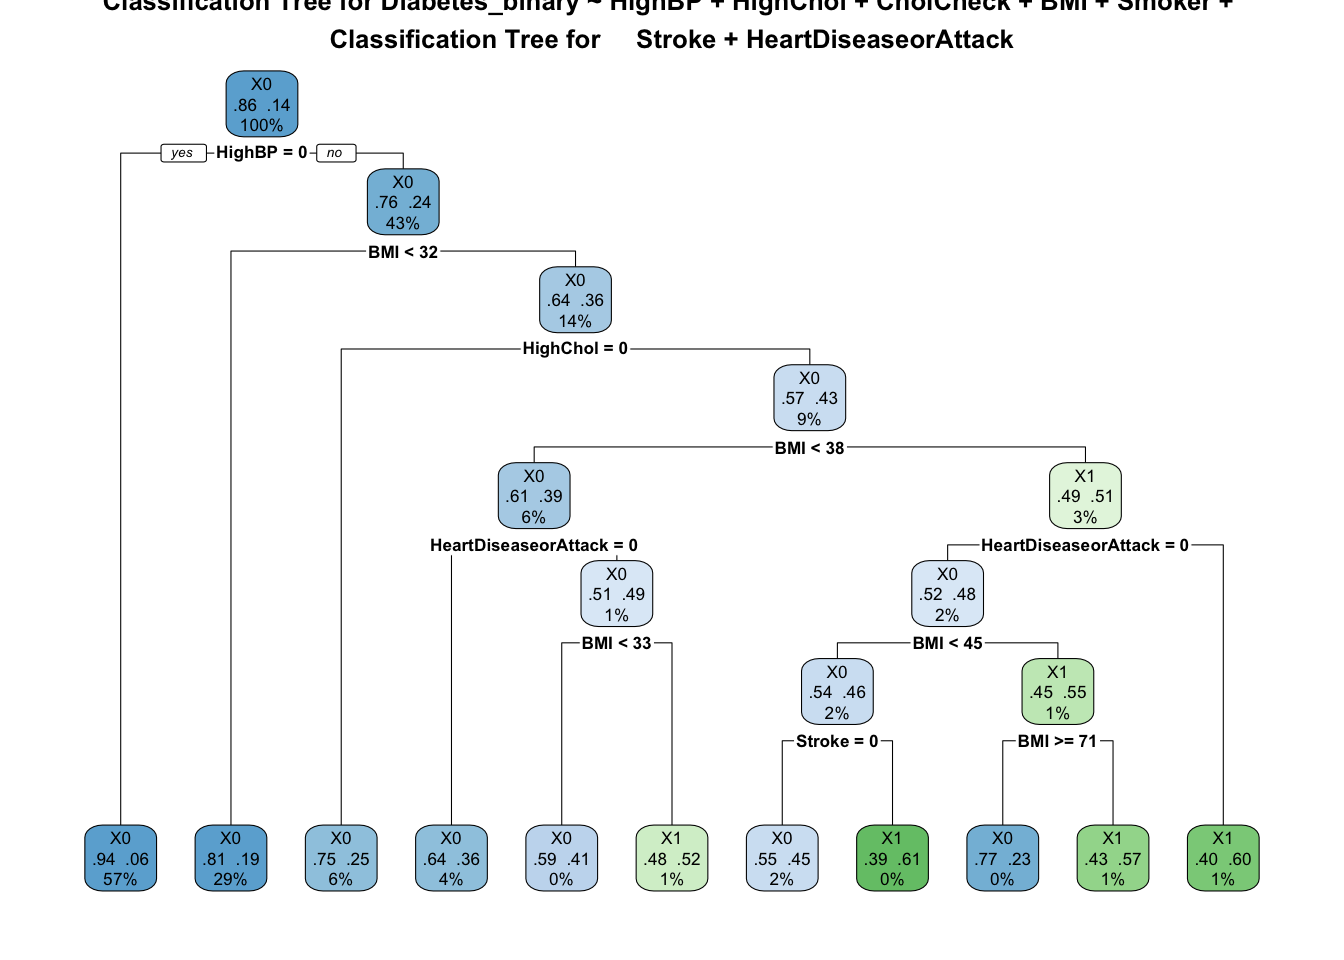 Classification Tree for Diabetes_binary ~ HighBP + HighChol + CholCheck + BMI + Smoker +
Classification Tree for Stroke + HeartDiseaseorAttack
X0
.86 .14
100%
yes HighBP = 0 no
X0
.76 .24
43%
BMI < 32
X0
.64 .36
14%
HighChol = 0
X0
.57 .43
9%
BMI < 38
X0
.61 .39
6%
X1
.49 .51
3%
HeartDiseaseorAttack = 0
HeartDiseaseorAttack = 0
X0
.51 .49
1%
X0
.52 .48
2%
BMI < 33
BMI < 45
X0
.54 .46
2%
X1
.45 .55
1%
Stroke = 0
BMI >= 71
X0
.94 .06
57%
X0
.81 .19
29%
X0
.75 .25
6%
X0
.64 .36
4%
X0
.59 .41
0%
X1
.48 .52
1%
X0
.55 .45
2%
X1
.39 .61
0%
X0
.77 .23
0%
X1
.43 .57
1%
X1
.40 .60
1%